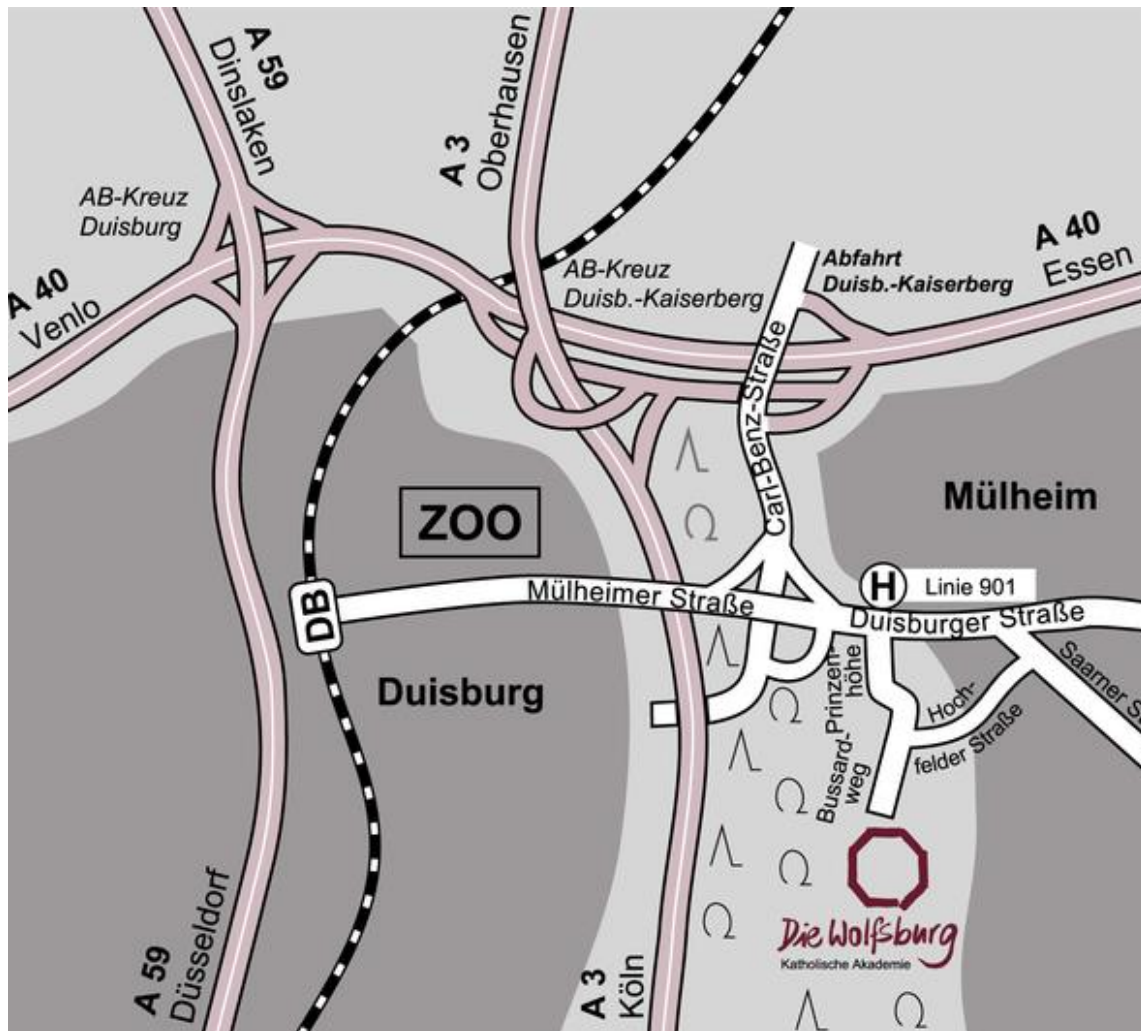 A 59
Dinslaken
A 3
Oberhausen
AB-Kreuz
Duisburg
A 40
Venlo
AB-Kreuz
Duisb.-Kaiserberg
Abfahrt
Duisb.-Kaiserberg
A 40
Essen
Carl-Benz-Straße
ZOO
Mülheim
DB
Mülheimer Straße
H
Linie 901
Duisburger Straße
Saarner S
Duisburg
Prinzen-
höhe
Hoch-
felder Straße
Bussard-
weg
A 59
Düsseldorf
A 3
Köln
Die Wolfsburg
Katholische Akademie